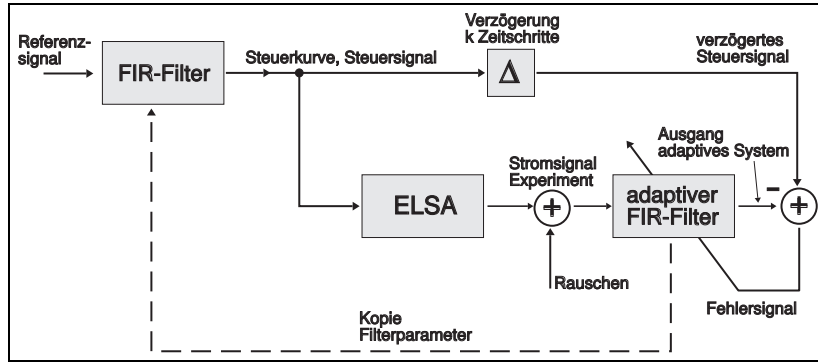 Referenz-
signal
FIR-Filter
Steuerkurve, Steuersignal
Verzögerung
k Zeitschritte
Δ
verzögertes
Steuersignal
ELSA
Stromsignal
Experiment
+
Rauschen
adaptiver
FIR-Filter
Ausgang
adaptives System
−
+
Fehlersignal
Kopie
Filterparameter